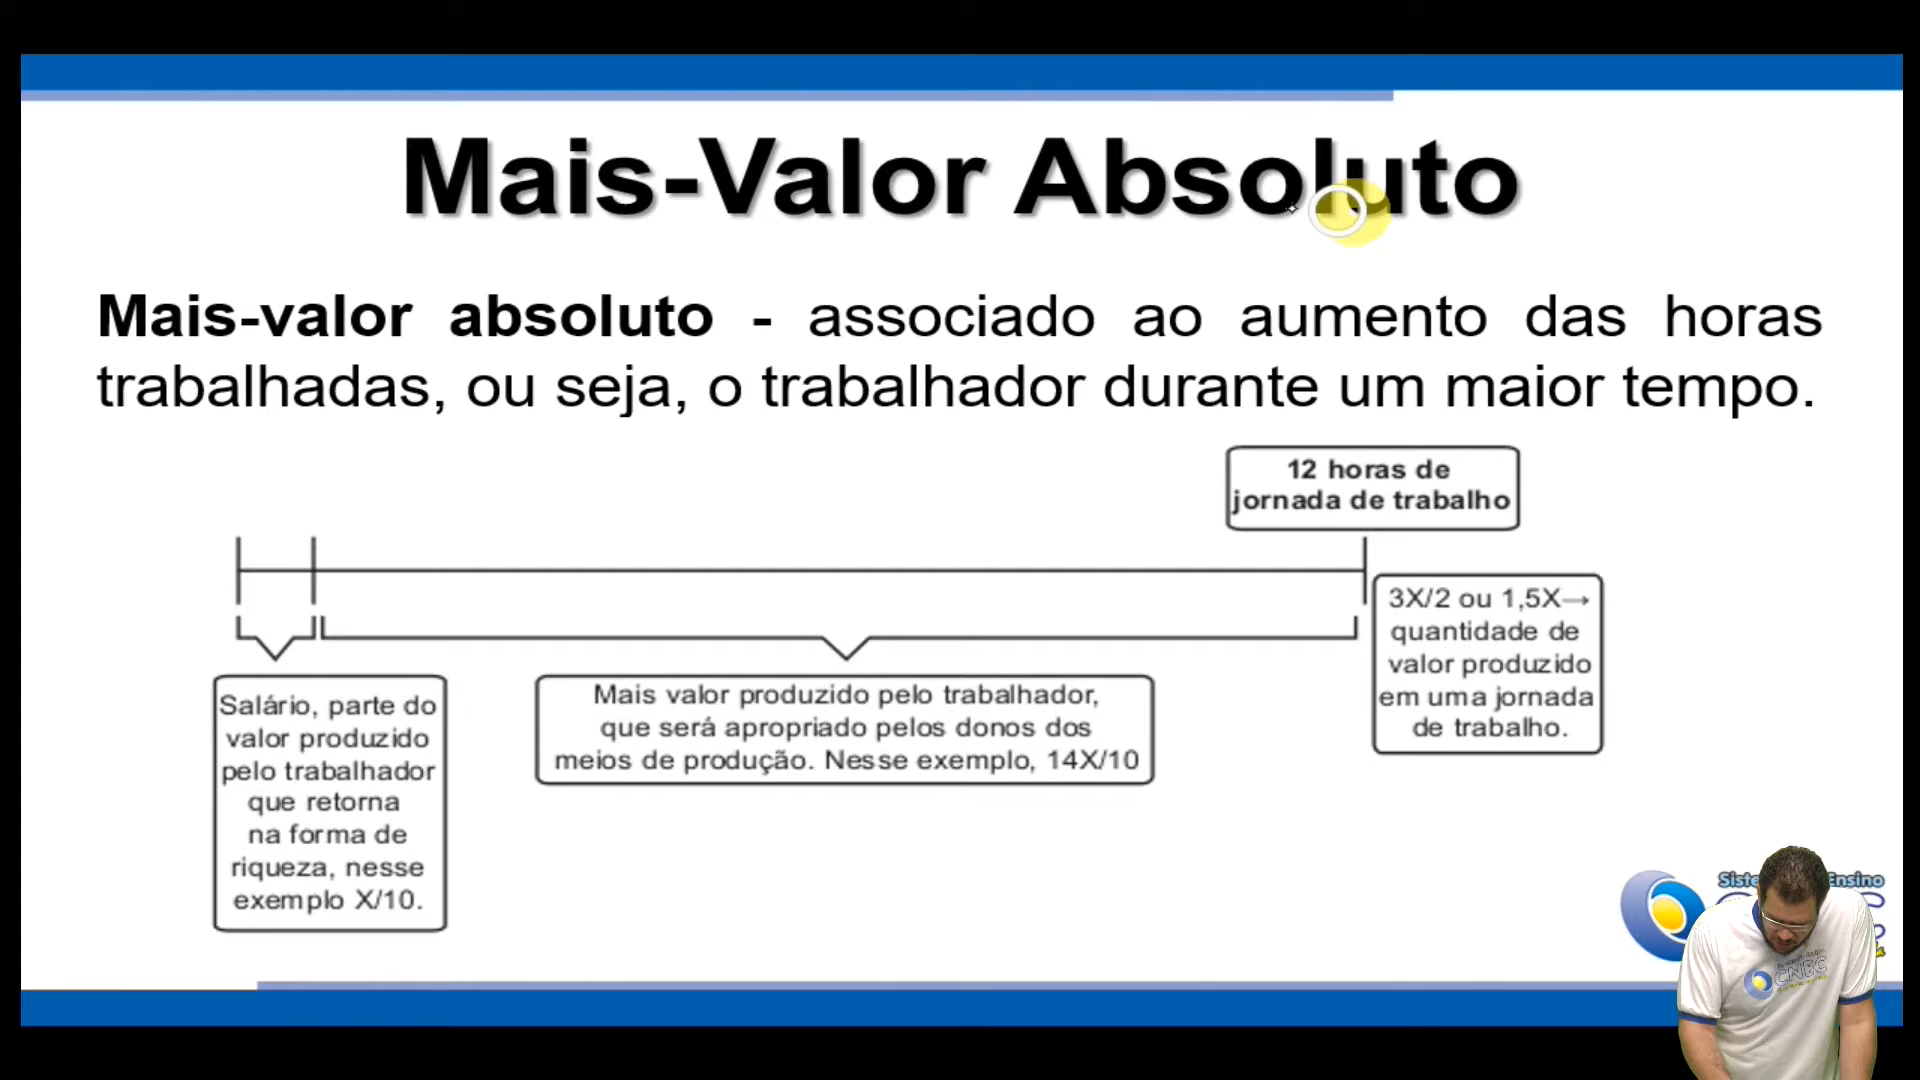 Mais-Valor Absoluto
Mais-valor absoluto - associado ao aumento das horas
trabalhadas, ou seja, o trabalhador durante um maior tempo.
12 horas de
jornada de trabalho
3X/2 ou 1,5X→
quantidade de
valor produzido
em uma jornada
de trabalho.
Salário, parte do
valor produzido
pelo trabalhador
que retorna
na forma de
riqueza, nesse
exemplo X/10.
Mais valor produzido pelo trabalhador,
que será apropriado pelos donos dos
meios de produção. Nesse exemplo, 14X/10
Ensino
CNEC